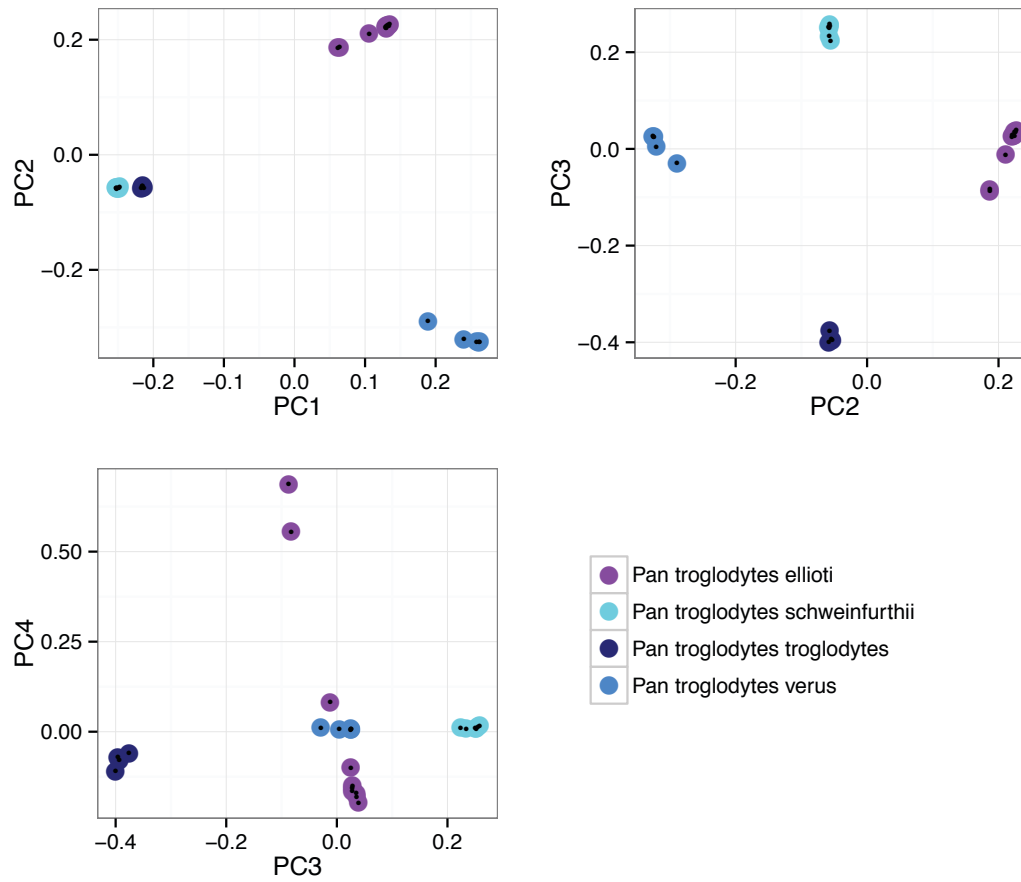 0.2
0.0
−0.2
PC2
−0.2
−0.1
0.0
0.1
0.2
PC1
0.2
0.0
−0.2
−0.4
PC3
−0.2
0.0
0.2
PC2
0.50
0.25
0.00
PC4
−0.4
−0.2
0.0
0.2
PC3
Pan troglodytes ellioti
Pan troglodytes schweinfurthii
Pan troglodytes troglodytes
Pan troglodytes verus